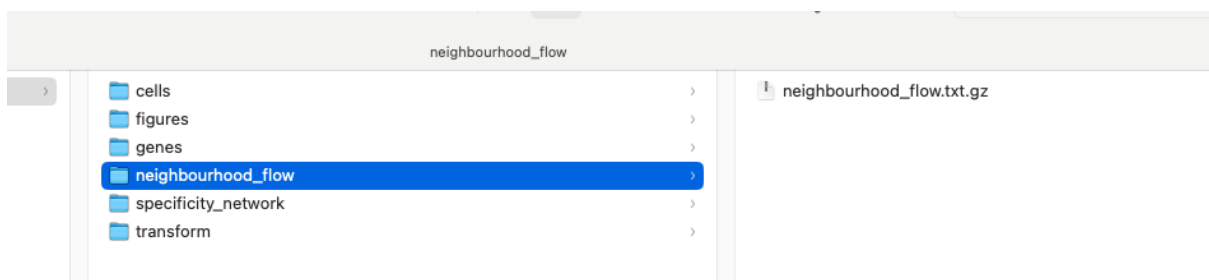 neighbourhood_flow
cells
figures
genes
neighbourhood_flow
specificity_network
transform
neighbourhood_flow.txt.gz